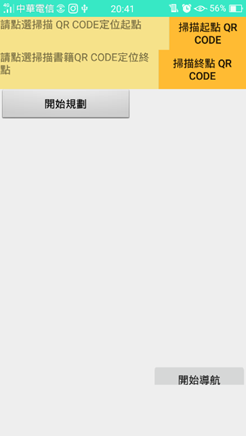 中華電信 20:41 56%
請點選掃描 QR CODE定位起點
掃描起點 QR
CODE
請點選掃描書籍QR CODE定位終
點
掃描終點 QR
CODE
開始規劃
開始導航